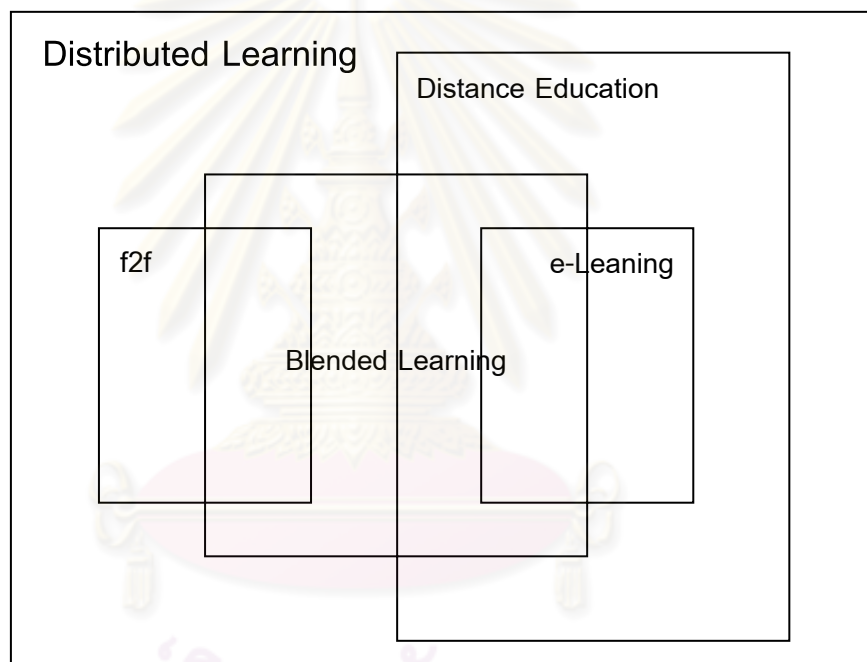 Distributed Learning
Distance Education
f2f
e-Leaning
Blended Learning